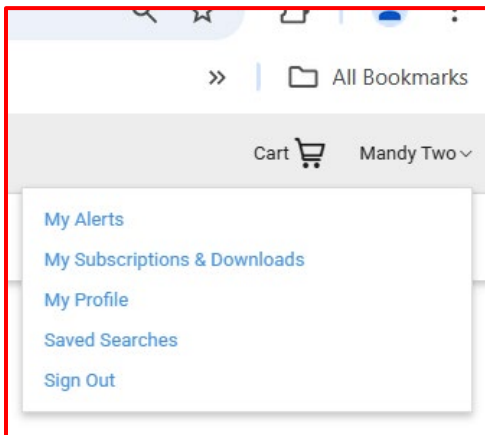 All Bookmarks
Cart Mandy Two
My Alerts
My Subscriptions & Downloads
My Profile
Saved Searches
Sign Out